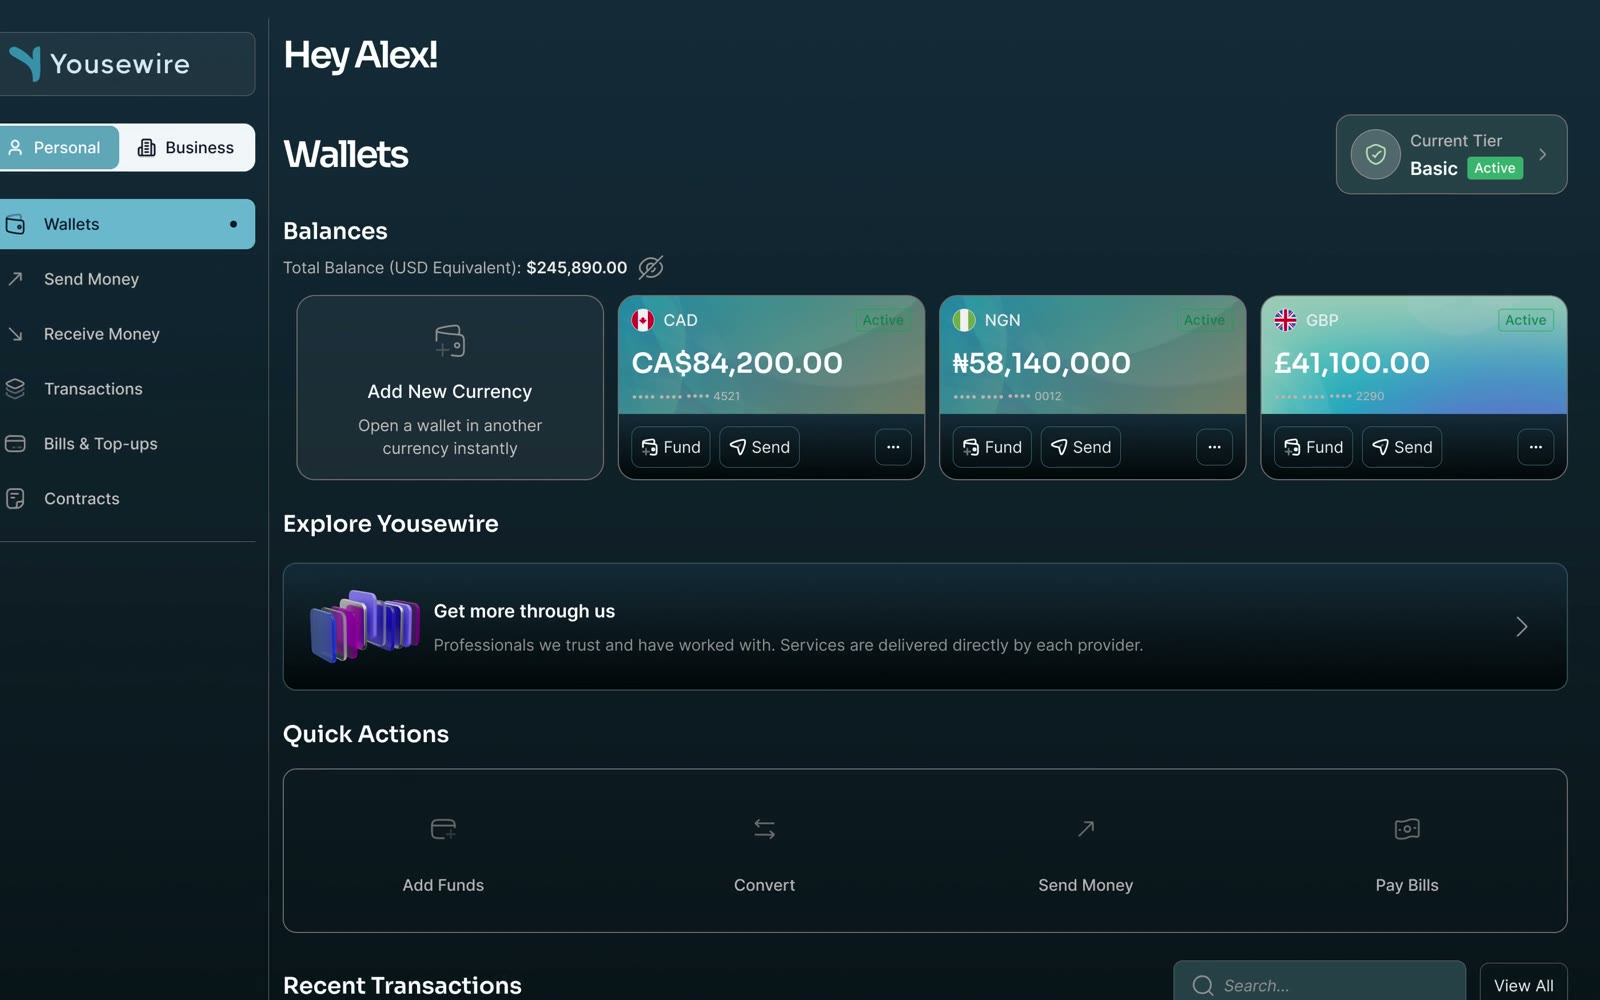 Yousewire
Personal
Business
Wallets
Send Money
Receive Money
Transactions
Bills & Top-ups
Contracts
Hey Alex!
Wallets
Current Tier
Basic Active
Balances
Total Balance (USD Equivalent): $245,890.00
Add New Currency
Open a wallet in another
currency instantly
CAD Active
CA$84,200.00
•••• •••• •••• 4521
Fund Send
NGN Active
₦58,140,000
•••• •••• •••• 0012
Fund Send
GBP Active
£41,100.00
•••• •••• •••• 2290
Fund Send
Explore Yousewire
Get more through us
Professionals we trust and have worked with. Services are delivered directly by each provider.
Quick Actions
Add Funds
Convert
Send Money
Pay Bills
Recent Transactions
Search...
View All